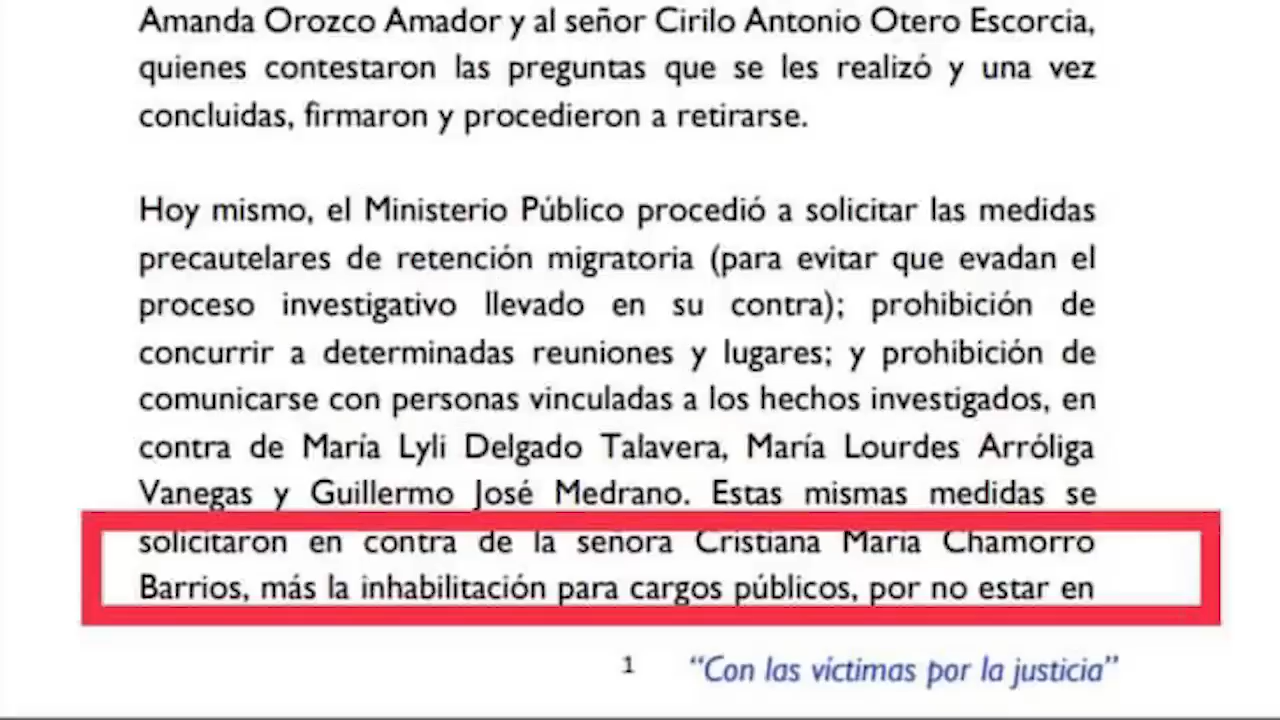 Amanda Orozco Amador y al señor Cirilo Antonio Otero Escorcia,
quienes contestaron las preguntas que se les realizó y una vez
concluidas, firmaron y procedieron a retirarse.
Hoy mismo, el Ministerio Público procedió a solicitar las medidas
precautelares de retención migratoria (para evitar que evadan el
proceso investigativo llevado en su contra); prohibición de
concurrir a determinadas reuniones y lugares; y prohibición de
comunicarse con personas vinculadas a los hechos investigados, en
contra de María Lyli Delgado Talavera, María Lourdes Arróliga
Vanegas y Guillermo José Medrano. Estas mismas medidas se
solicitaron en contra de la señora Cristiana María Chamorro
Barrios, más la inhabilitación para cargos públicos, por no estar en
1 “Con las víctimas por la justicia”